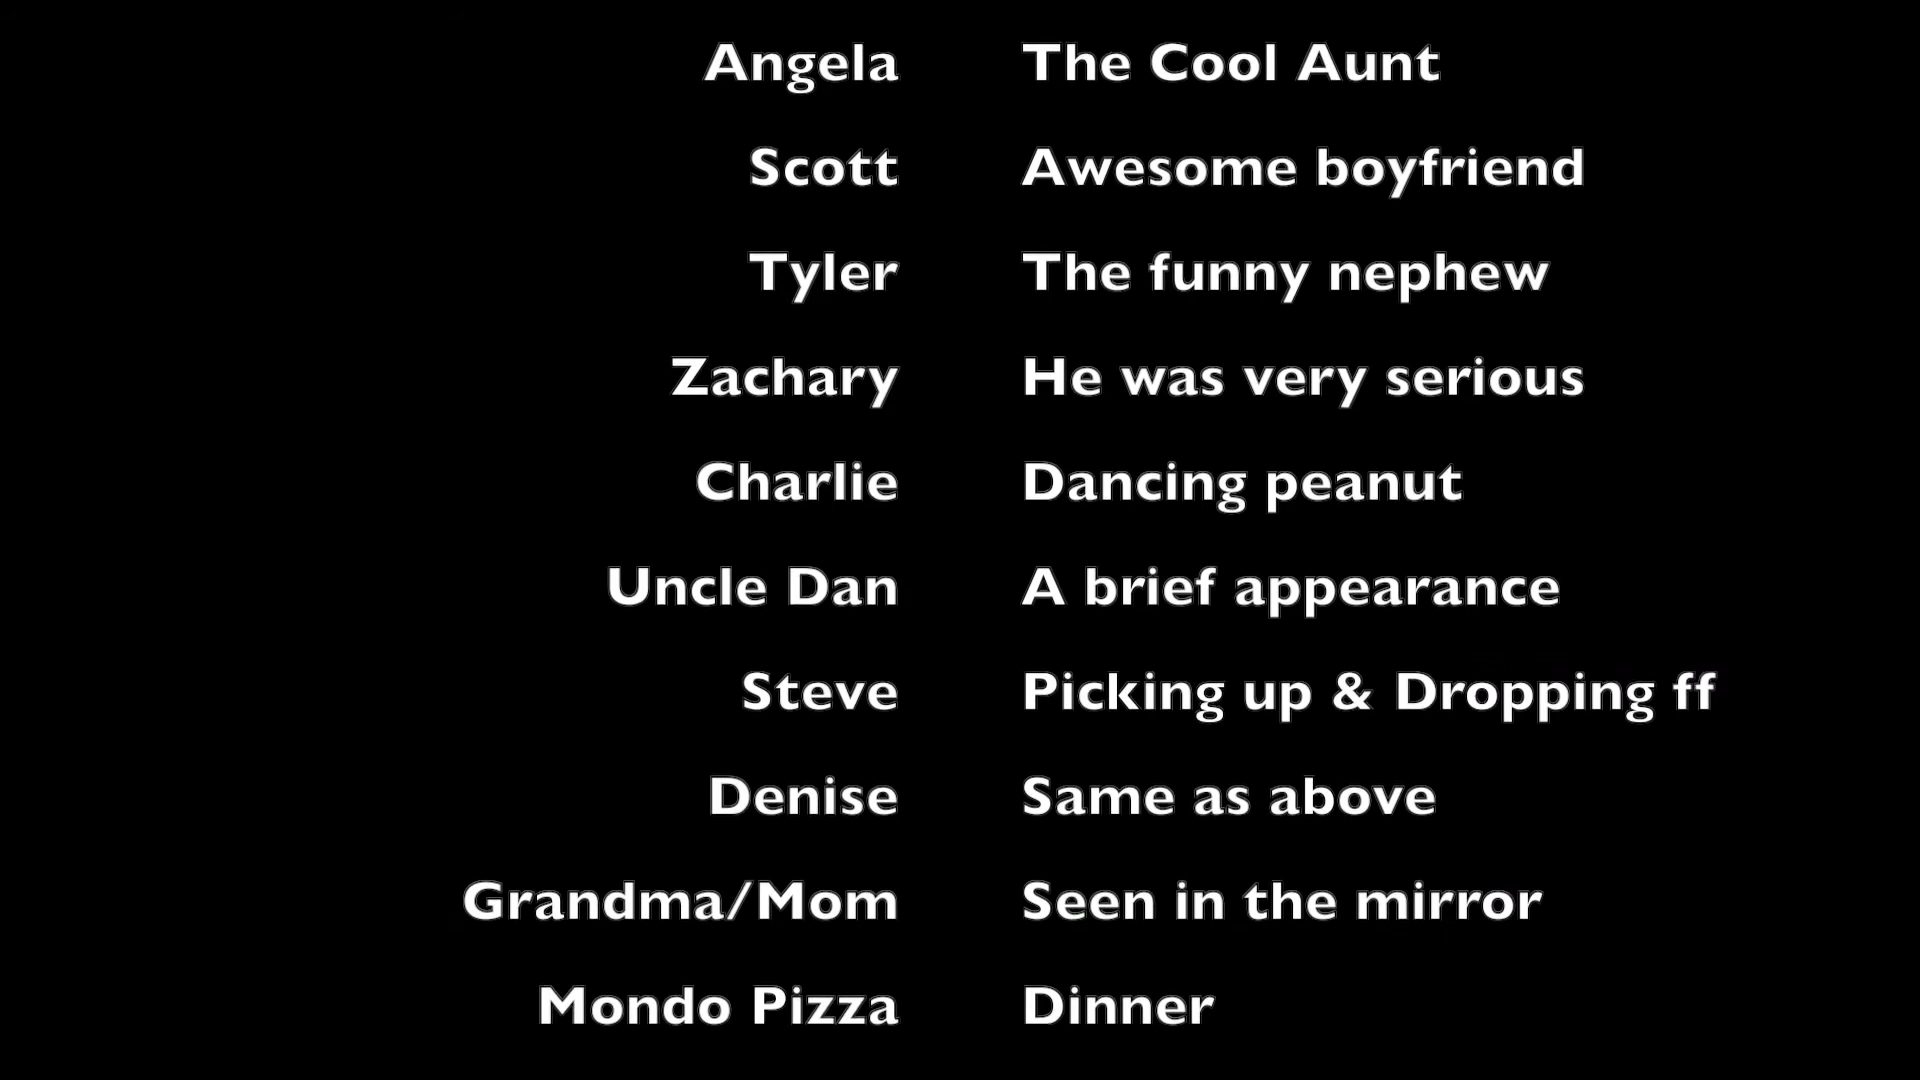 Angela The Cool Aunt
Scott Awesome boyfriend
Tyler The funny nephew
Zachary He was very serious
Charlie Dancing peanut
Uncle Dan A brief appearance
Steve Picking up & Dropping ff
Denise Same as above
Grandma/Mom Seen in the mirror
Mondo Pizza Dinner